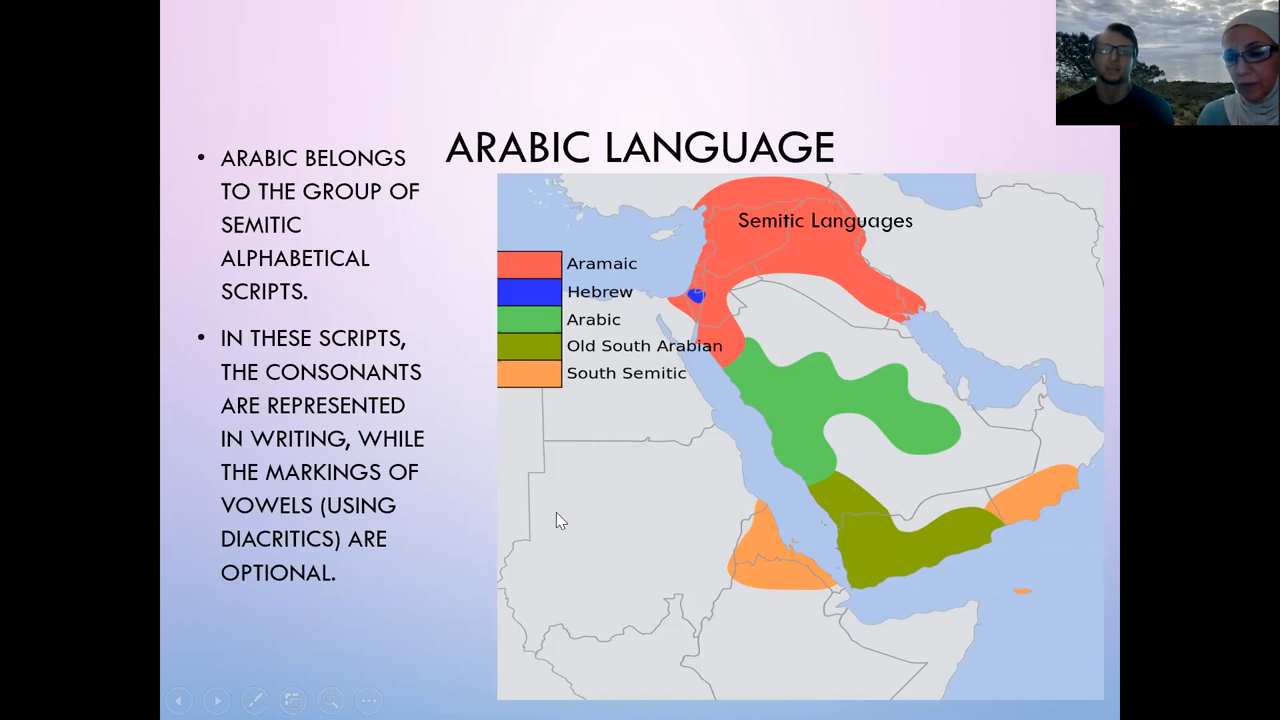 ARABIC LANGUAGE
• ARABIC BELONGS
TO THE GROUP OF
SEMITIC
ALPHABETICAL
SCRIPTS.
• IN THESE SCRIPTS,
THE CONSONANTS
ARE REPRESENTED
IN WRITING, WHILE
THE MARKINGS OF
VOWELS (USING
DIACRITICS) ARE
OPTIONAL.
Semitic Languages
Aramaic
Hebrew
Arabic
Old South Arabian
South Semitic